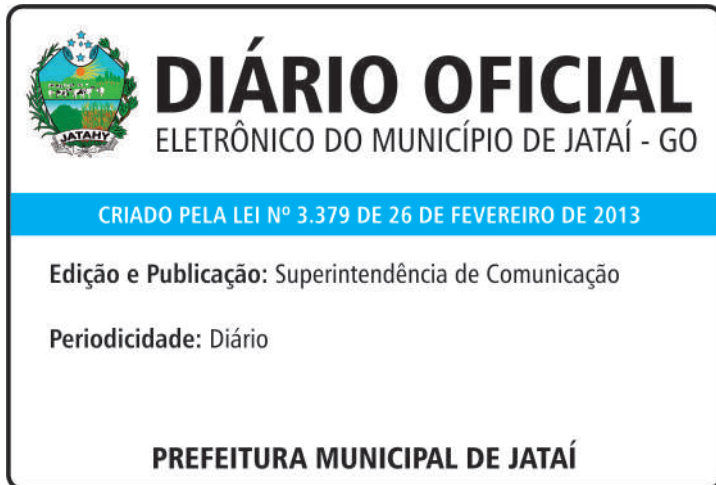 JATAHY
DIÁRIO OFICIAL
ELETRÔNICO DO MUNICÍPIO DE JATAÍ - GO
CRIADO PELA LEI Nº 3.379 DE 26 DE FEVEREIRO DE 2013
Edição e Publicação: Superintendência de Comunicação
Periodicidade: Diário
PREFEITURA MUNICIPAL DE JATAÍ